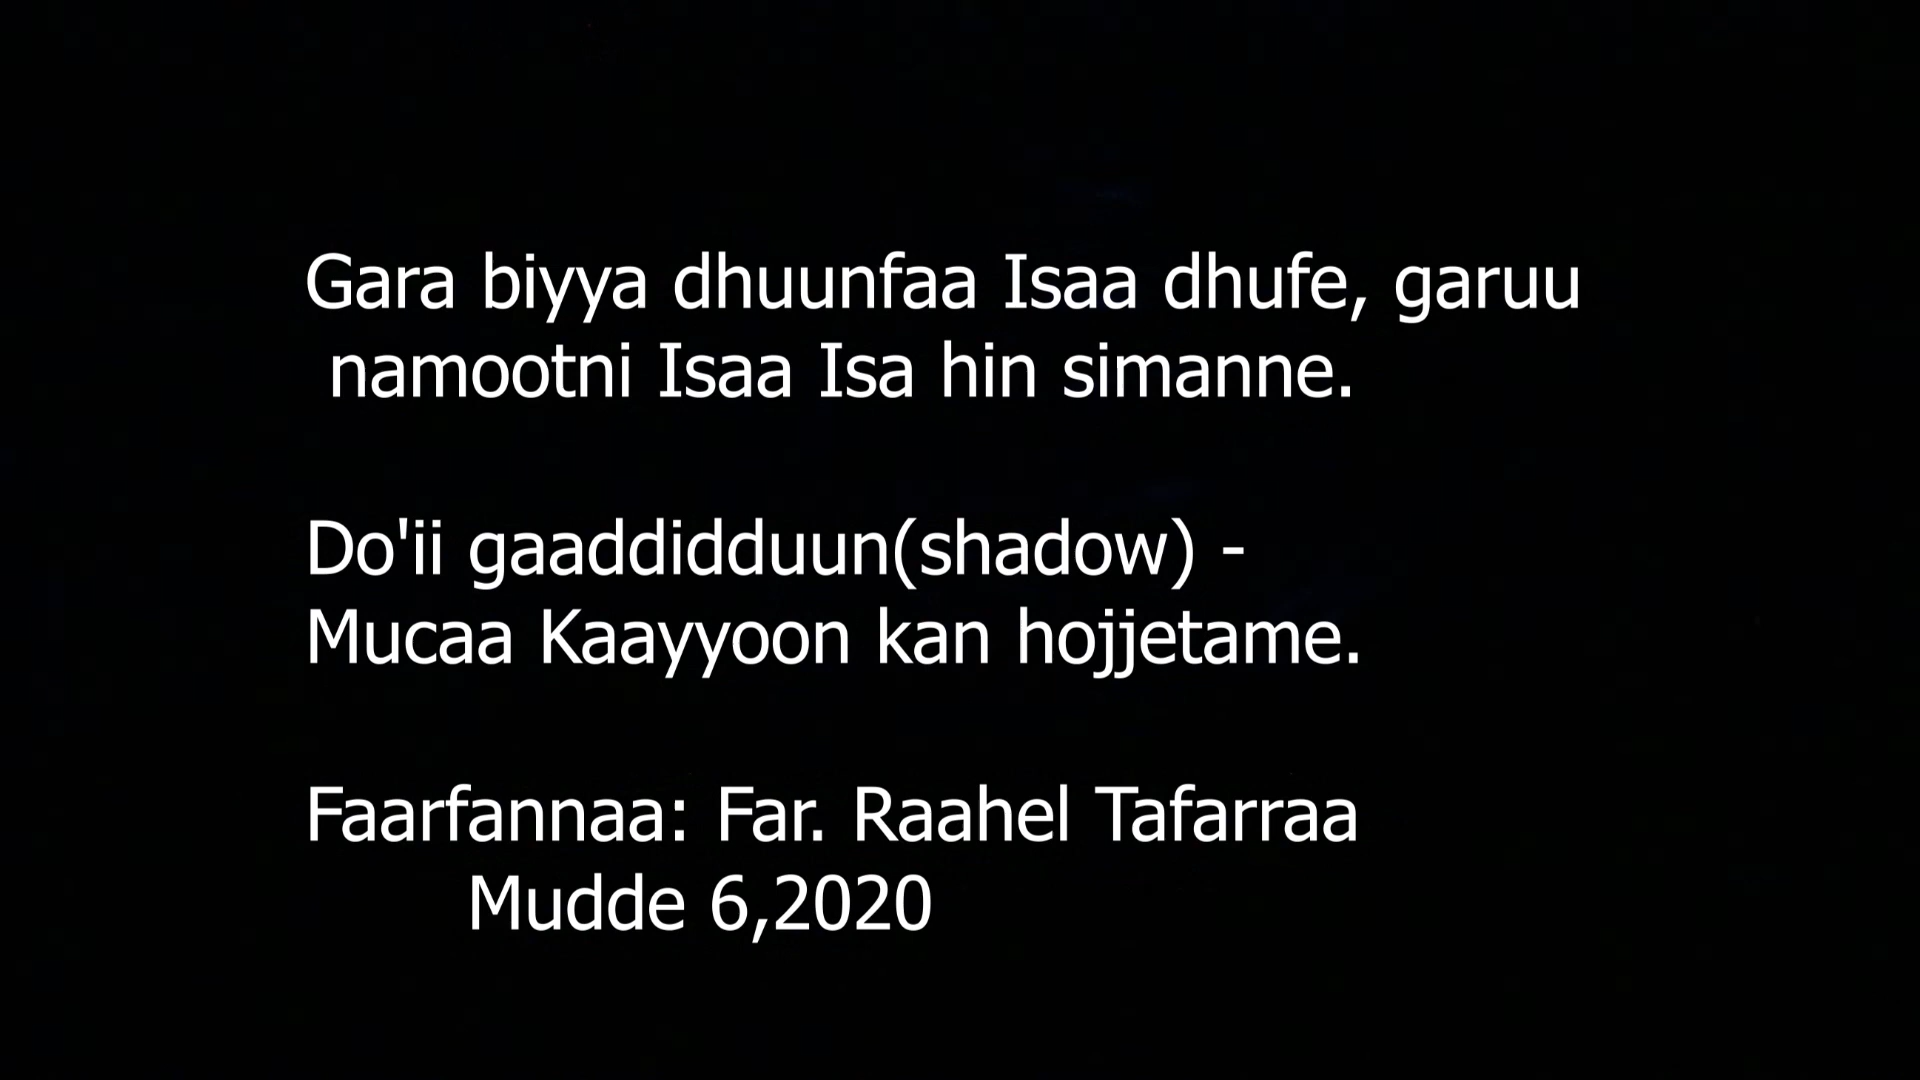 Gara biyya dhuunfaa Isaa dhufe, garuu
namootni Isaa Isa hin simanne.
Do'ii gaaddidduun(shadow) -
Mucaa Kaayyoon kan hojjetame.
Faarfannaa: Far. Raahel Tafarraa
Mudde 6,2020